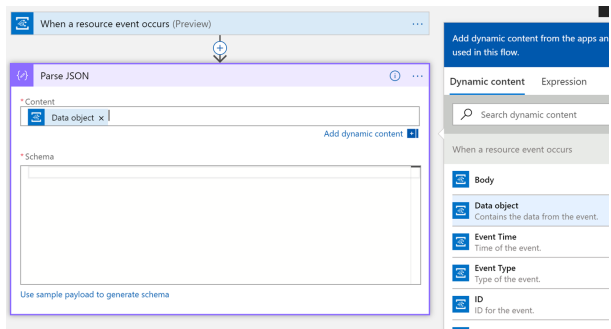 When a resource event occurs (Preview)
Parse JSON
* Content
Data object ×
Add dynamic content
* Schema
Use sample payload to generate schema
Add dynamic content from the apps an
used in this flow.
Dynamic content Expression
Search dynamic content
When a resource event occurs
Body
Data object
Contains the data from the event.
Event Time
Time of the event.
Event Type
Type of the event.
ID
ID for the event.